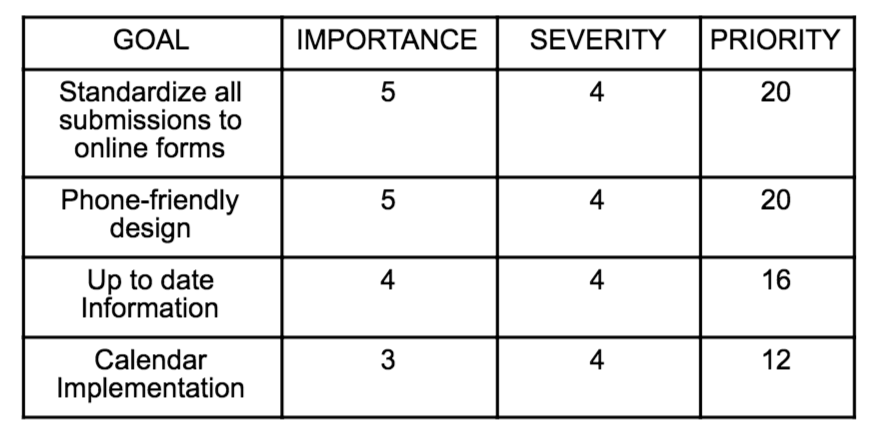 GOAL IMPORTANCE SEVERITY PRIORITY
Standardize all 5 4 20
submissions to
online forms
Phone-friendly 5 4 20
design
Up to date 4 4 16
Information
Calendar 3 4 12
Implementation